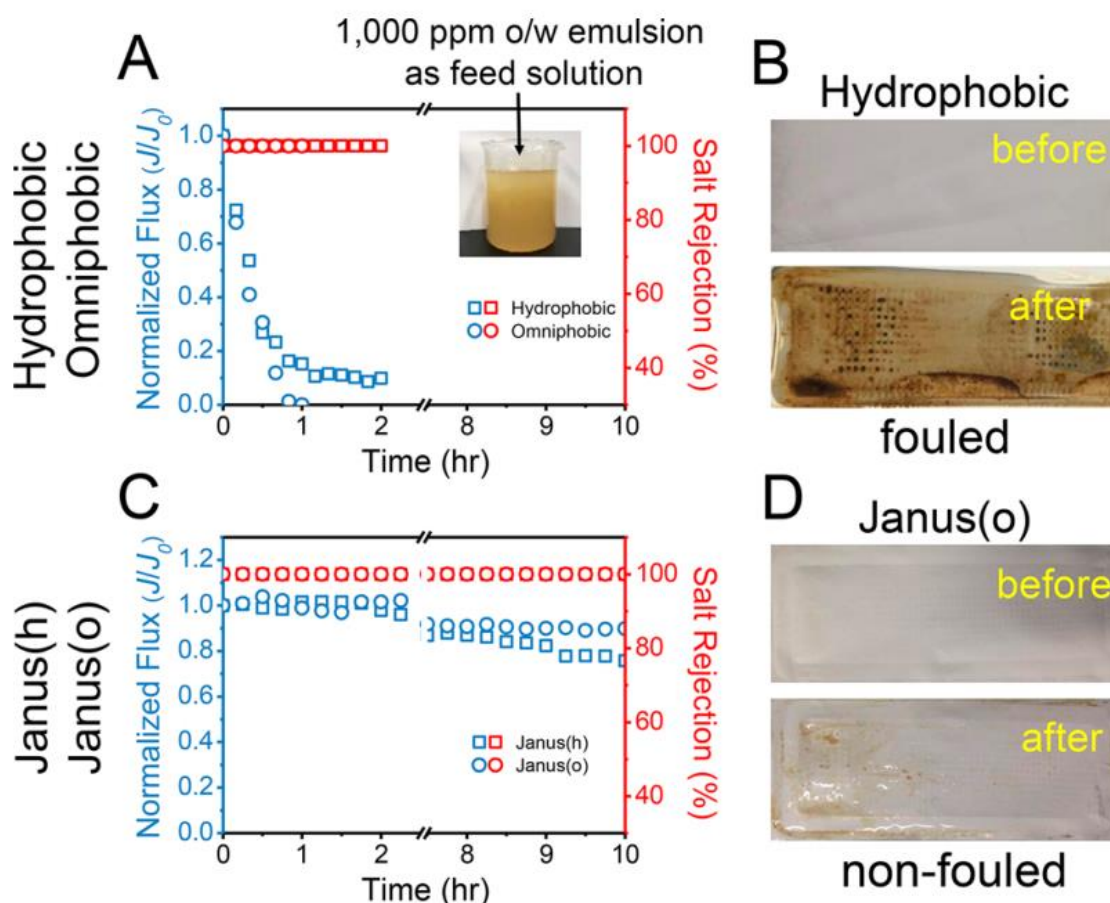 A
1,000 ppm o/w emulsion
as feed solution
Hydrophobic
Omniphobic
Normalized Flux (J/J₀)
1.0
0.8
0.6
0.4
0.2
0.0
Salt Rejection (%)
100
80
60
40
Hydrophobic
Omniphobic
0 1 2 8 9 10
Time (hr)
B
Hydrophobic
before
after
fouled
C
Janus(h)
Janus(o)
Normalized Flux (J/J₀)
1.2
1.0
0.8
0.6
0.4
0.2
0.0
Salt Rejection (%)
100
80
60
40
Janus(h)
Janus(o)
0 1 2 8 9 10
Time (hr)
D
Janus(o)
before
after
non-fouled